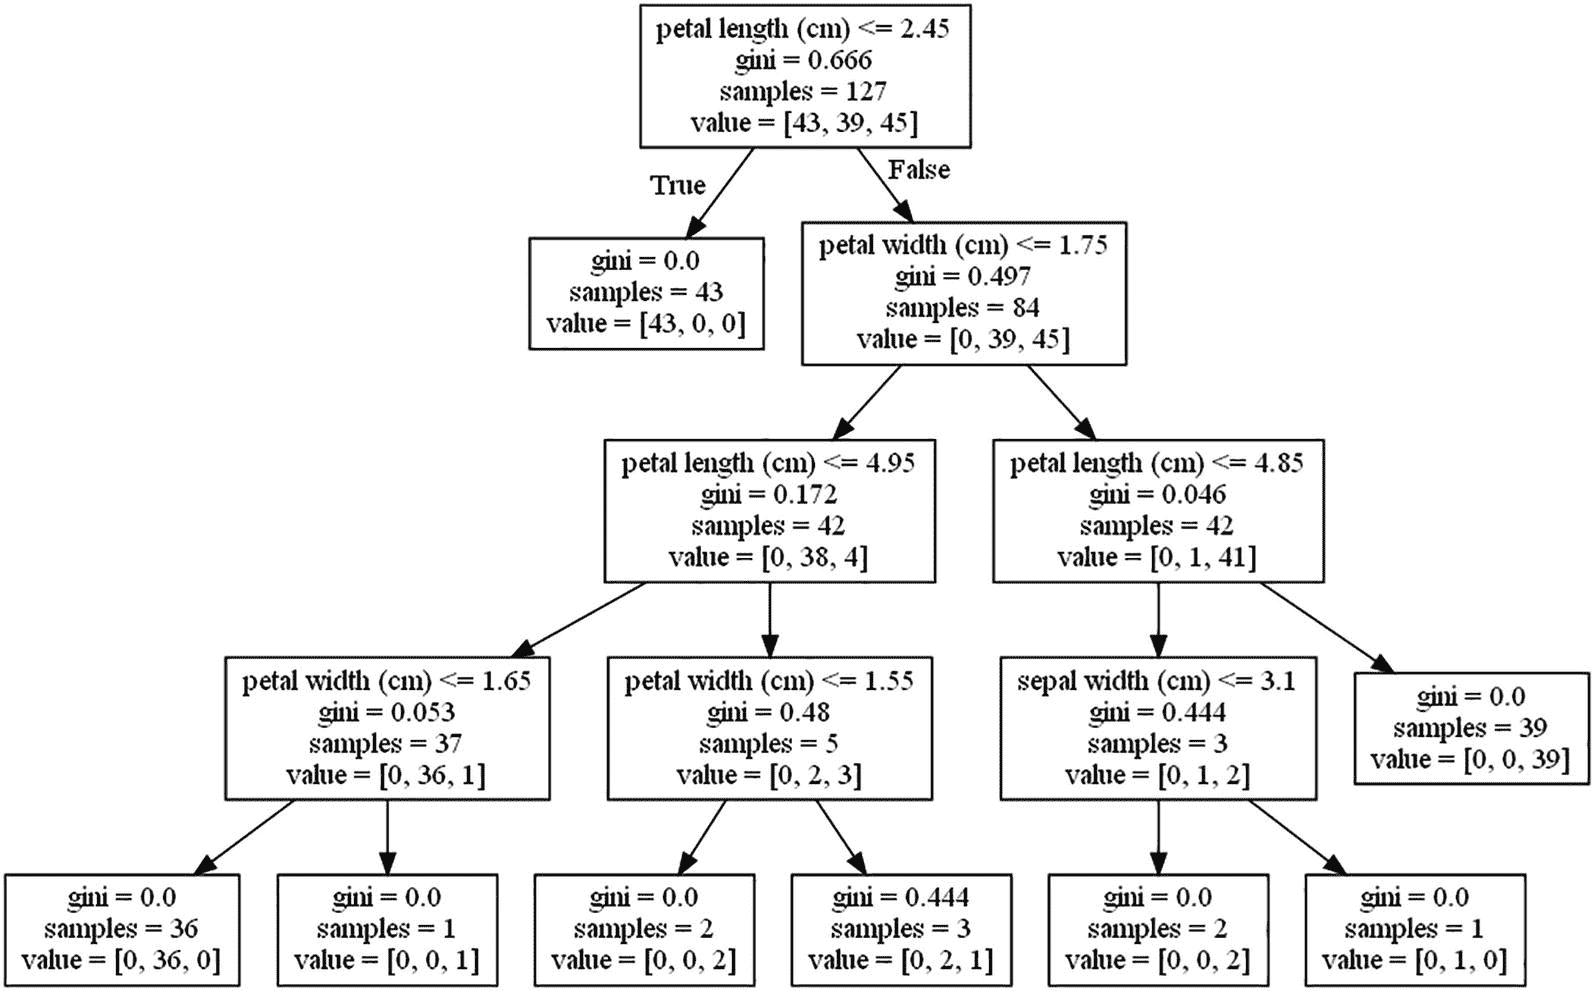 petal length (cm) <= 2.45
gini = 0.666
samples = 127
value = [43, 39, 45]
True
False
gini = 0.0
samples = 43
value = [43, 0, 0]
petal width (cm) <= 1.75
gini = 0.497
samples = 84
value = [0, 39, 45]
petal length (cm) <= 4.95
gini = 0.172
samples = 42
value = [0, 38, 4]
petal length (cm) <= 4.85
gini = 0.046
samples = 42
value = [0, 1, 41]
petal width (cm) <= 1.65
gini = 0.053
samples = 37
value = [0, 36, 1]
petal width (cm) <= 1.55
gini = 0.48
samples = 5
value = [0, 2, 3]
sepal width (cm) <= 3.1
gini = 0.444
samples = 3
value = [0, 1, 2]
gini = 0.0
samples = 39
value = [0, 0, 39]
gini = 0.0
samples = 36
value = [0, 36, 0]
gini = 0.0
samples = 1
value = [0, 0, 1]
gini = 0.0
samples = 2
value = [0, 0, 2]
gini = 0.444
samples = 3
value = [0, 2, 1]
gini = 0.0
samples = 2
value = [0, 0, 2]
gini = 0.0
samples = 1
value = [0, 1, 0]